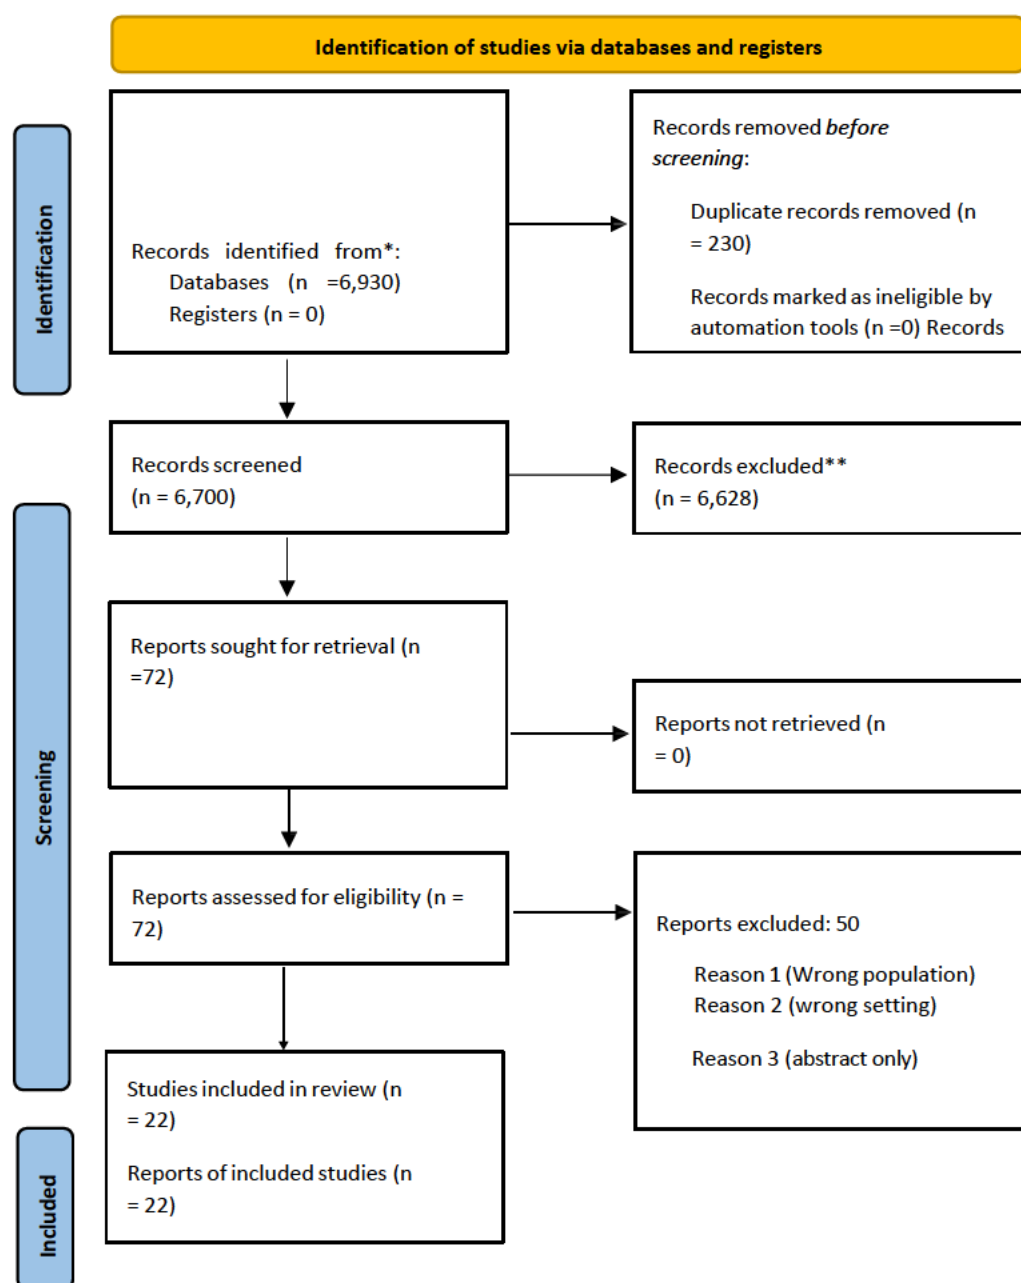 Identification of studies via databases and registers
Identification
Records identified from*:
Databases (n =6,930)
Registers (n = 0)
Records removed before
screening:
Duplicate records removed (n
= 230)
Records marked as ineligible by
automation tools (n =0) Records
Screening
Records screened
(n = 6,700)
Records excluded**
(n = 6,628)
Reports sought for retrieval (n
=72)
Reports not retrieved (n
= 0)
Reports assessed for eligibility (n =
72)
Reports excluded: 50
Reason 1 (Wrong population)
Reason 2 (wrong setting)
Reason 3 (abstract only)
Included
Studies included in review (n
= 22)
Reports of included studies (n
= 22)